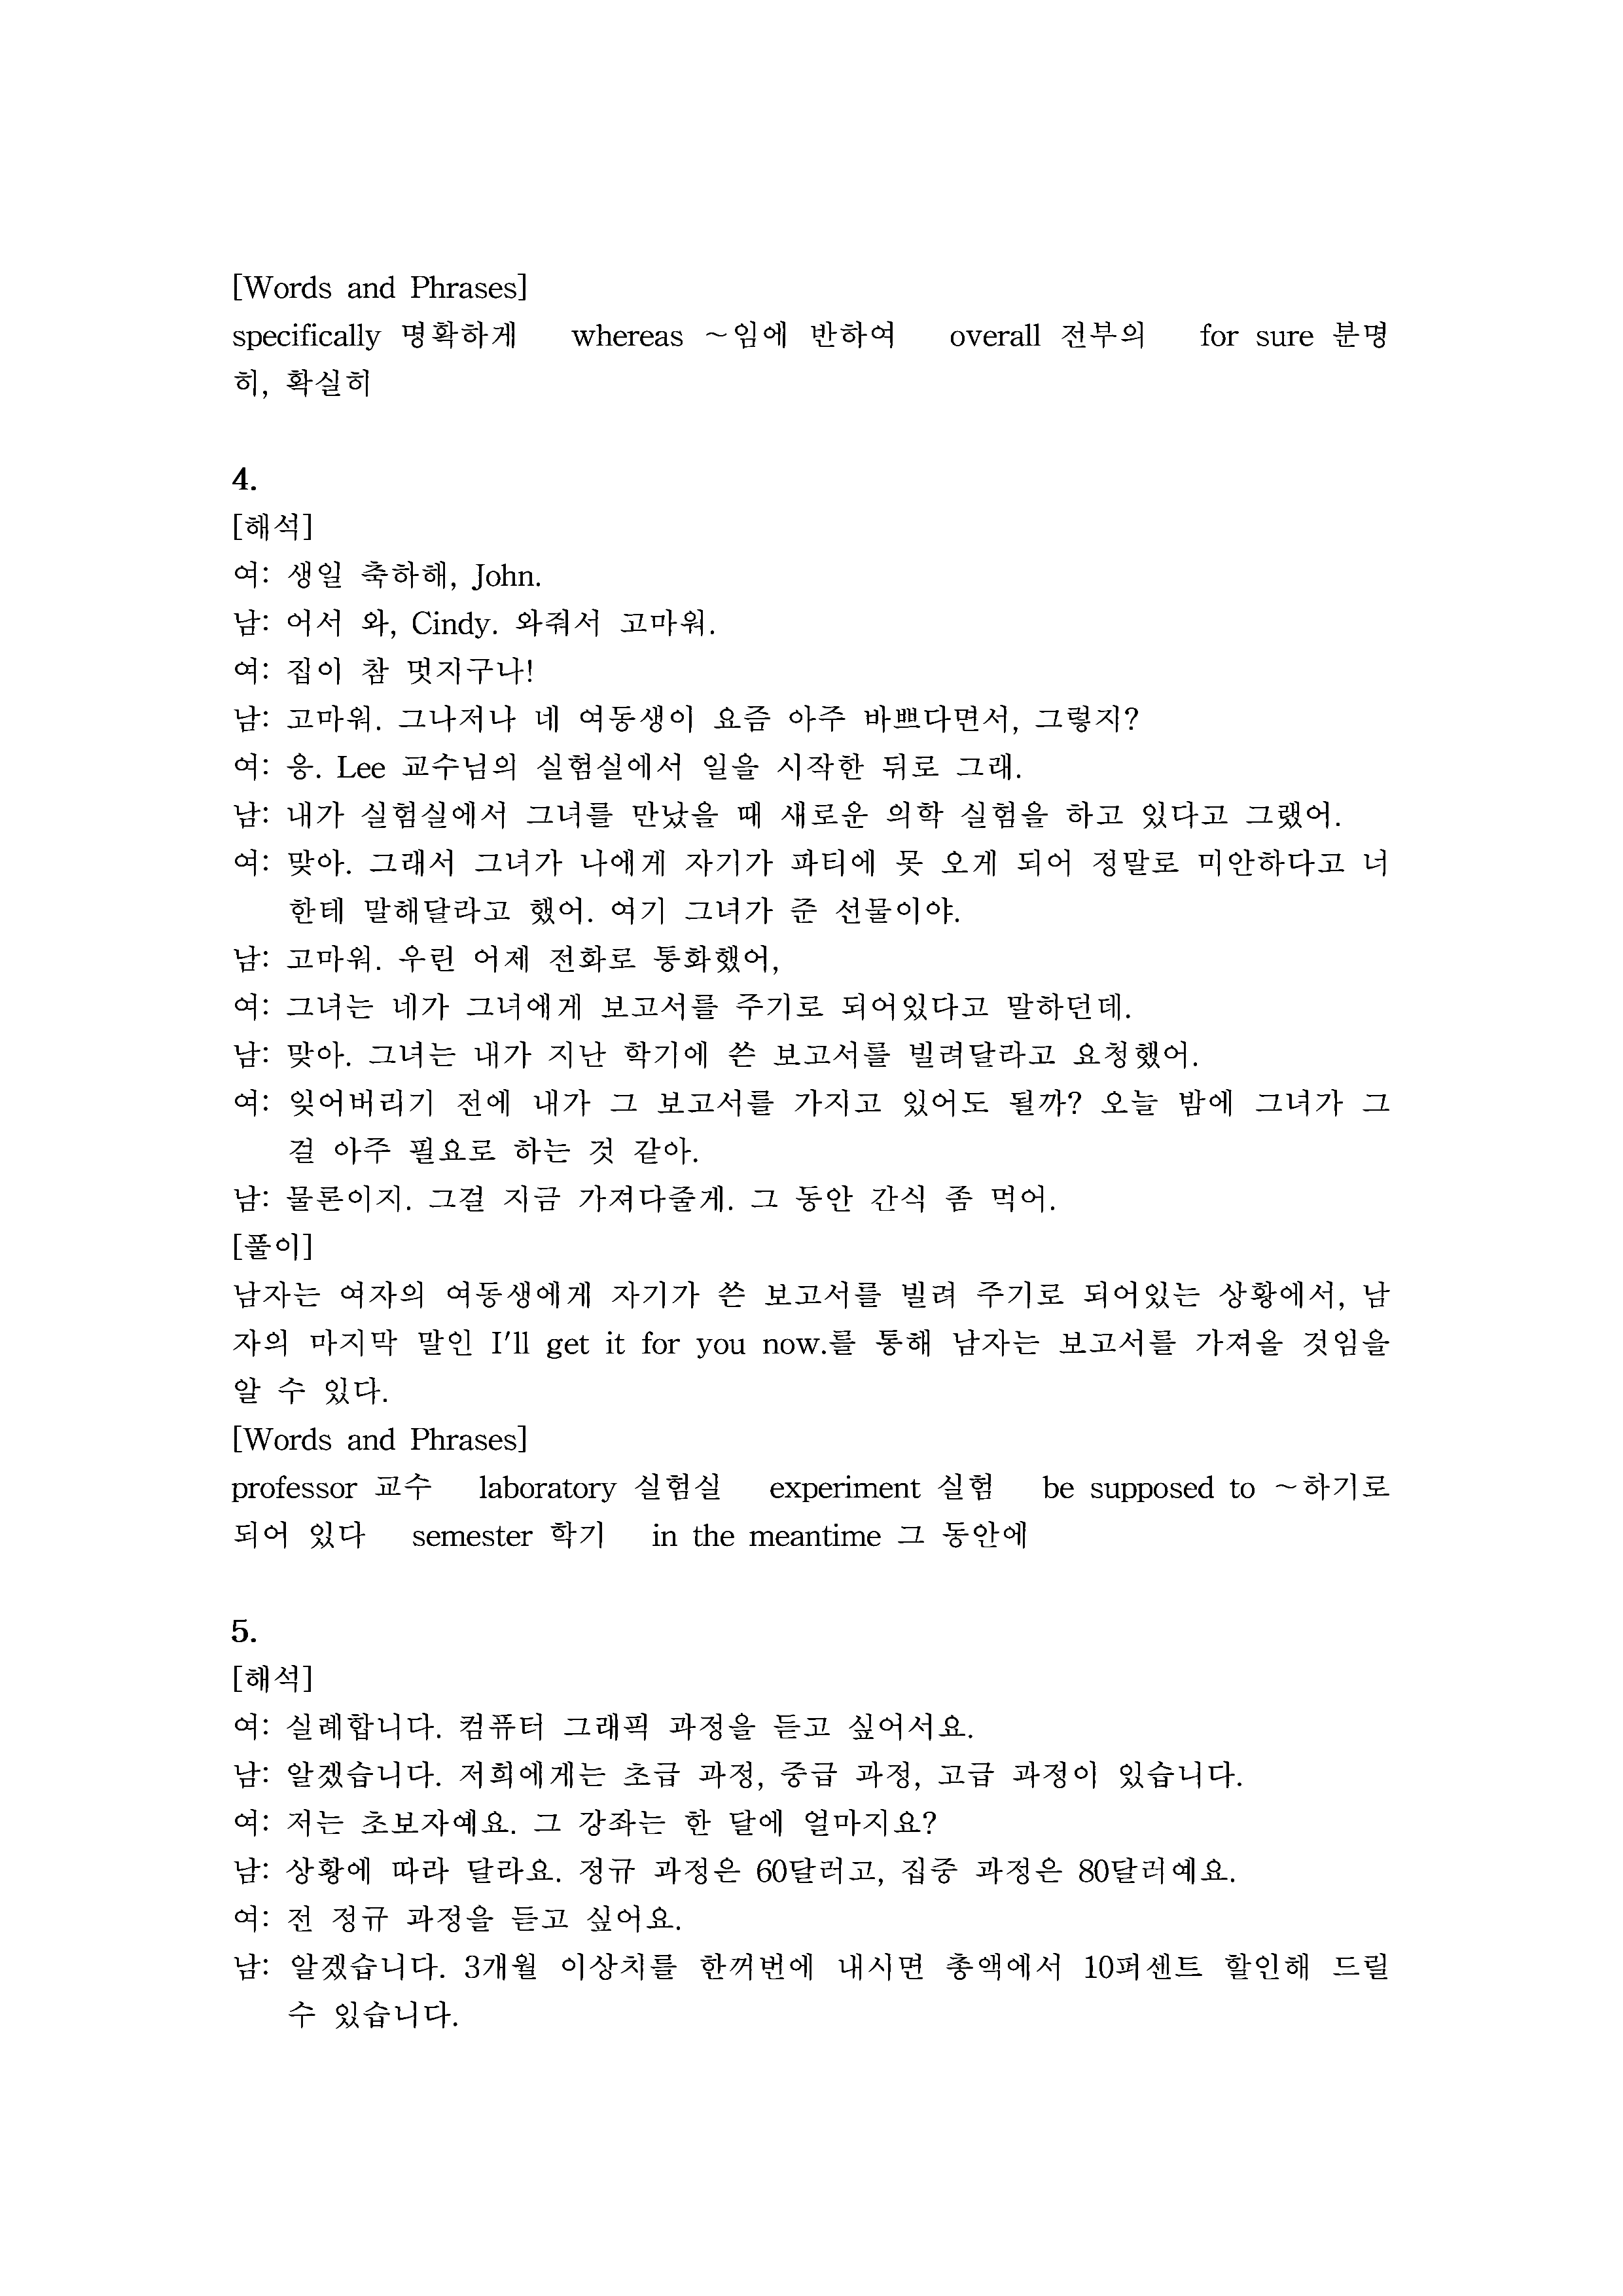 [Words and Phrases]
specifically 명확하게 whereas ~임에 반하여 overall 전부의 for sure 분명
히, 확실히
4.
[해석]
여: 생일 축하해, John.
남: 어서 와, Cindy. 와줘서 고마워.
여: 집이 참 멋지구나!
남: 고마워. 그나저나 네 여동생이 요즘 아주 바쁘다면서, 그렇지?
여: 응. Lee 교수님의 실험실에서 일을 시작한 뒤로 그래.
남: 내가 실험실에서 그녀를 만났을 때 새로운 의학 실험을 하고 있다고 그랬어.
여: 맞아. 그래서 그녀가 나에게 자기가 파티에 못 오게 되어 정말로 미안하다고 너
한테 말해달라고 했어. 여기 그녀가 준 선물이야.
남: 고마워. 우린 어제 전화로 통화했어,
여: 그녀는 네가 그녀에게 보고서를 주기로 되어있다고 말하던데.
남: 맞아. 그녀는 내가 지난 학기에 쓴 보고서를 빌려달라고 요청했어.
여: 잊어버리기 전에 내가 그 보고서를 가지고 있어도 될까? 오늘 밤에 그녀가 그
걸 아주 필요로 하는 것 같아.
남: 물론이지. 그걸 지금 가져다줄게. 그 동안 간식 좀 먹어.
[풀이]
남자는 여자의 여동생에게 자기가 쓴 보고서를 빌려 주기로 되어있는 상황에서, 남
자의 마지막 말인 I'll get it for you now.를 통해 남자는 보고서를 가져올 것임을
알 수 있다.
[Words and Phrases]
professor 교수 laboratory 실험실 experiment 실험 be supposed to ~하기로
되어 있다 semester 학기 in the meantime 그 동안에
5.
[해석]
여: 실례합니다. 컴퓨터 그래픽 과정을 듣고 싶어서요.
남: 알겠습니다. 저희에게는 초급 과정, 중급 과정, 고급 과정이 있습니다.
여: 저는 초보자예요. 그 강좌는 한 달에 얼마지요?
남: 상황에 따라 달라요. 정규 과정은 60달러고, 집중 과정은 80달러예요.
여: 전 정규 과정을 듣고 싶어요.
남: 알겠습니다. 3개월 이상치를 한꺼번에 내시면 총액에서 10퍼센트 할인해 드릴
수 있습니다.